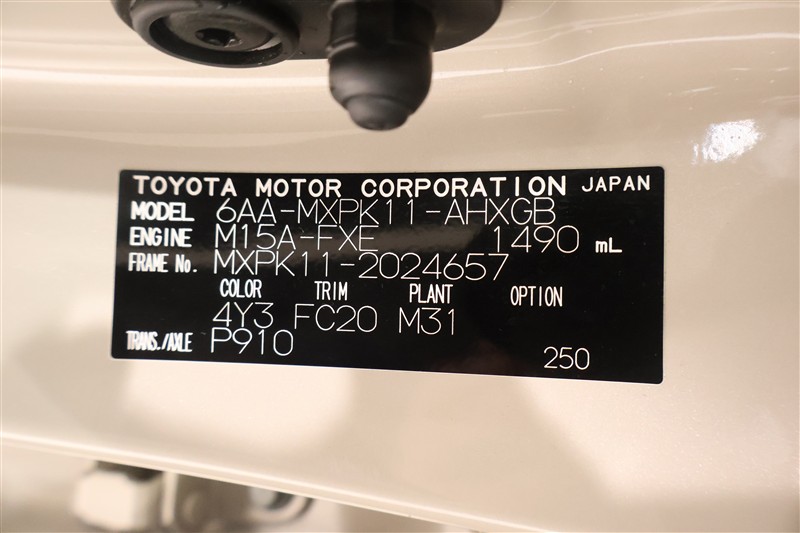 TOYOTA MOTOR CORPORATION JAPAN
MODEL 6AA-MXPK11-AHXGB
ENGINE M15A-FXE 1490 mL
FRAME No. MXPK11-2024657
COLOR TRIM PLANT OPTION
4Y3 FC20 M31
TRANS./AXLE P910
250